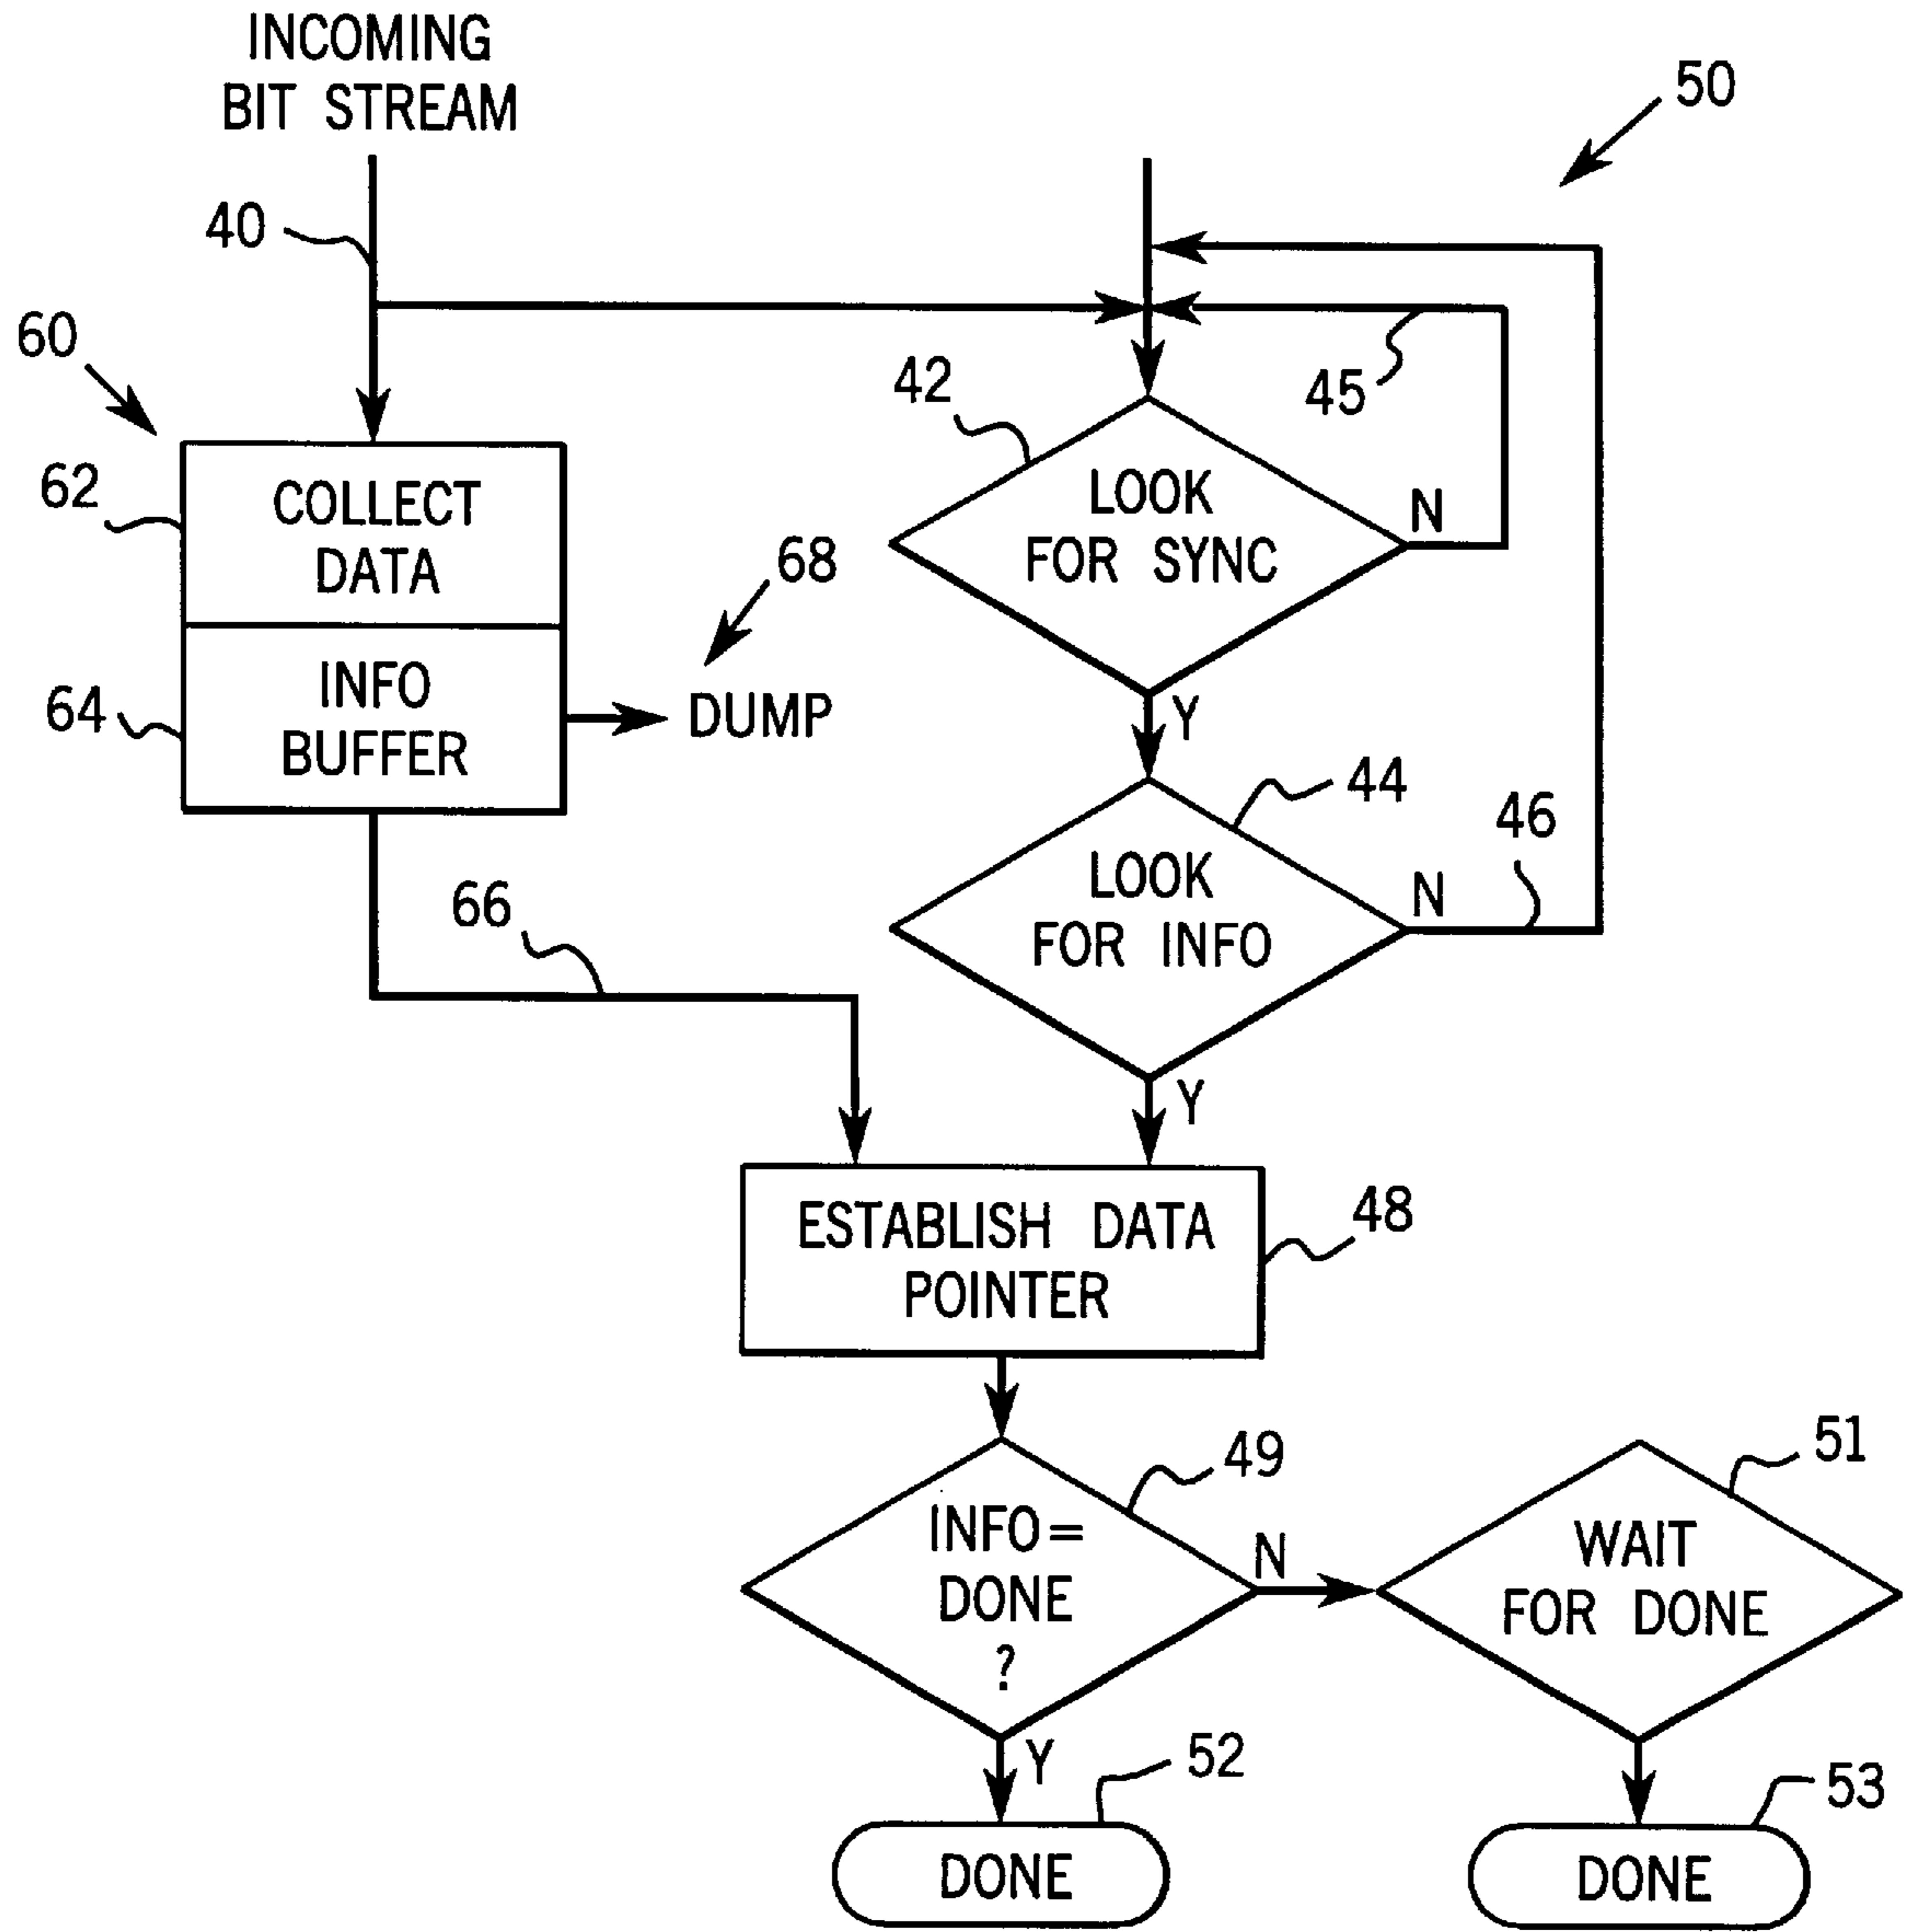 INCOMING
BIT STREAM
50
40
60
42
45
62
COLLECT
DATA
LOOK
FOR SYNC
N
68
64
INFO
BUFFER
DUMP
Y
44
46
LOOK
FOR INFO
N
66
Y
ESTABLISH DATA
POINTER
48
49
51
INFO=
DONE
?
N
WAIT
FOR DONE
Y
52
53
DONE
DONE